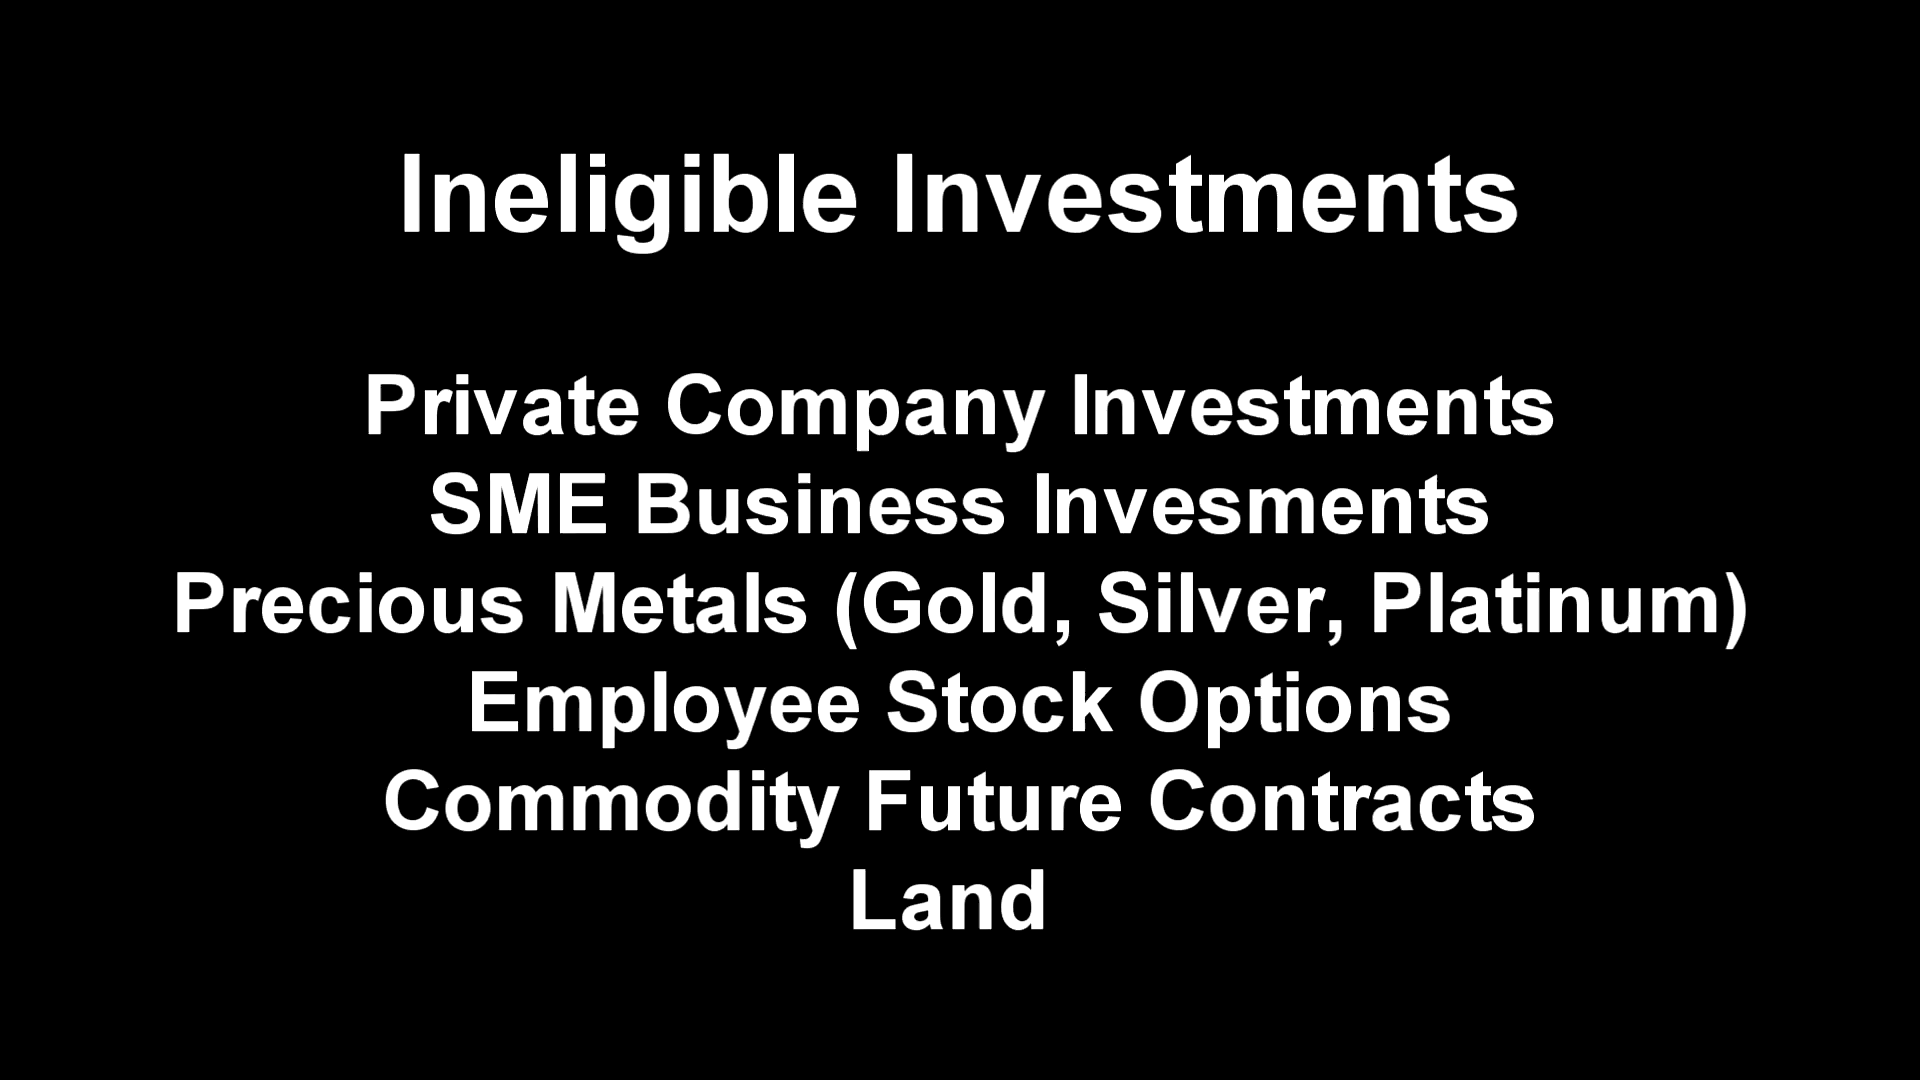 Ineligible Investments
Private Company Investments
SME Business Invesments
Precious Metals (Gold, Silver, Platinum)
Employee Stock Options
Commodity Future Contracts
Land